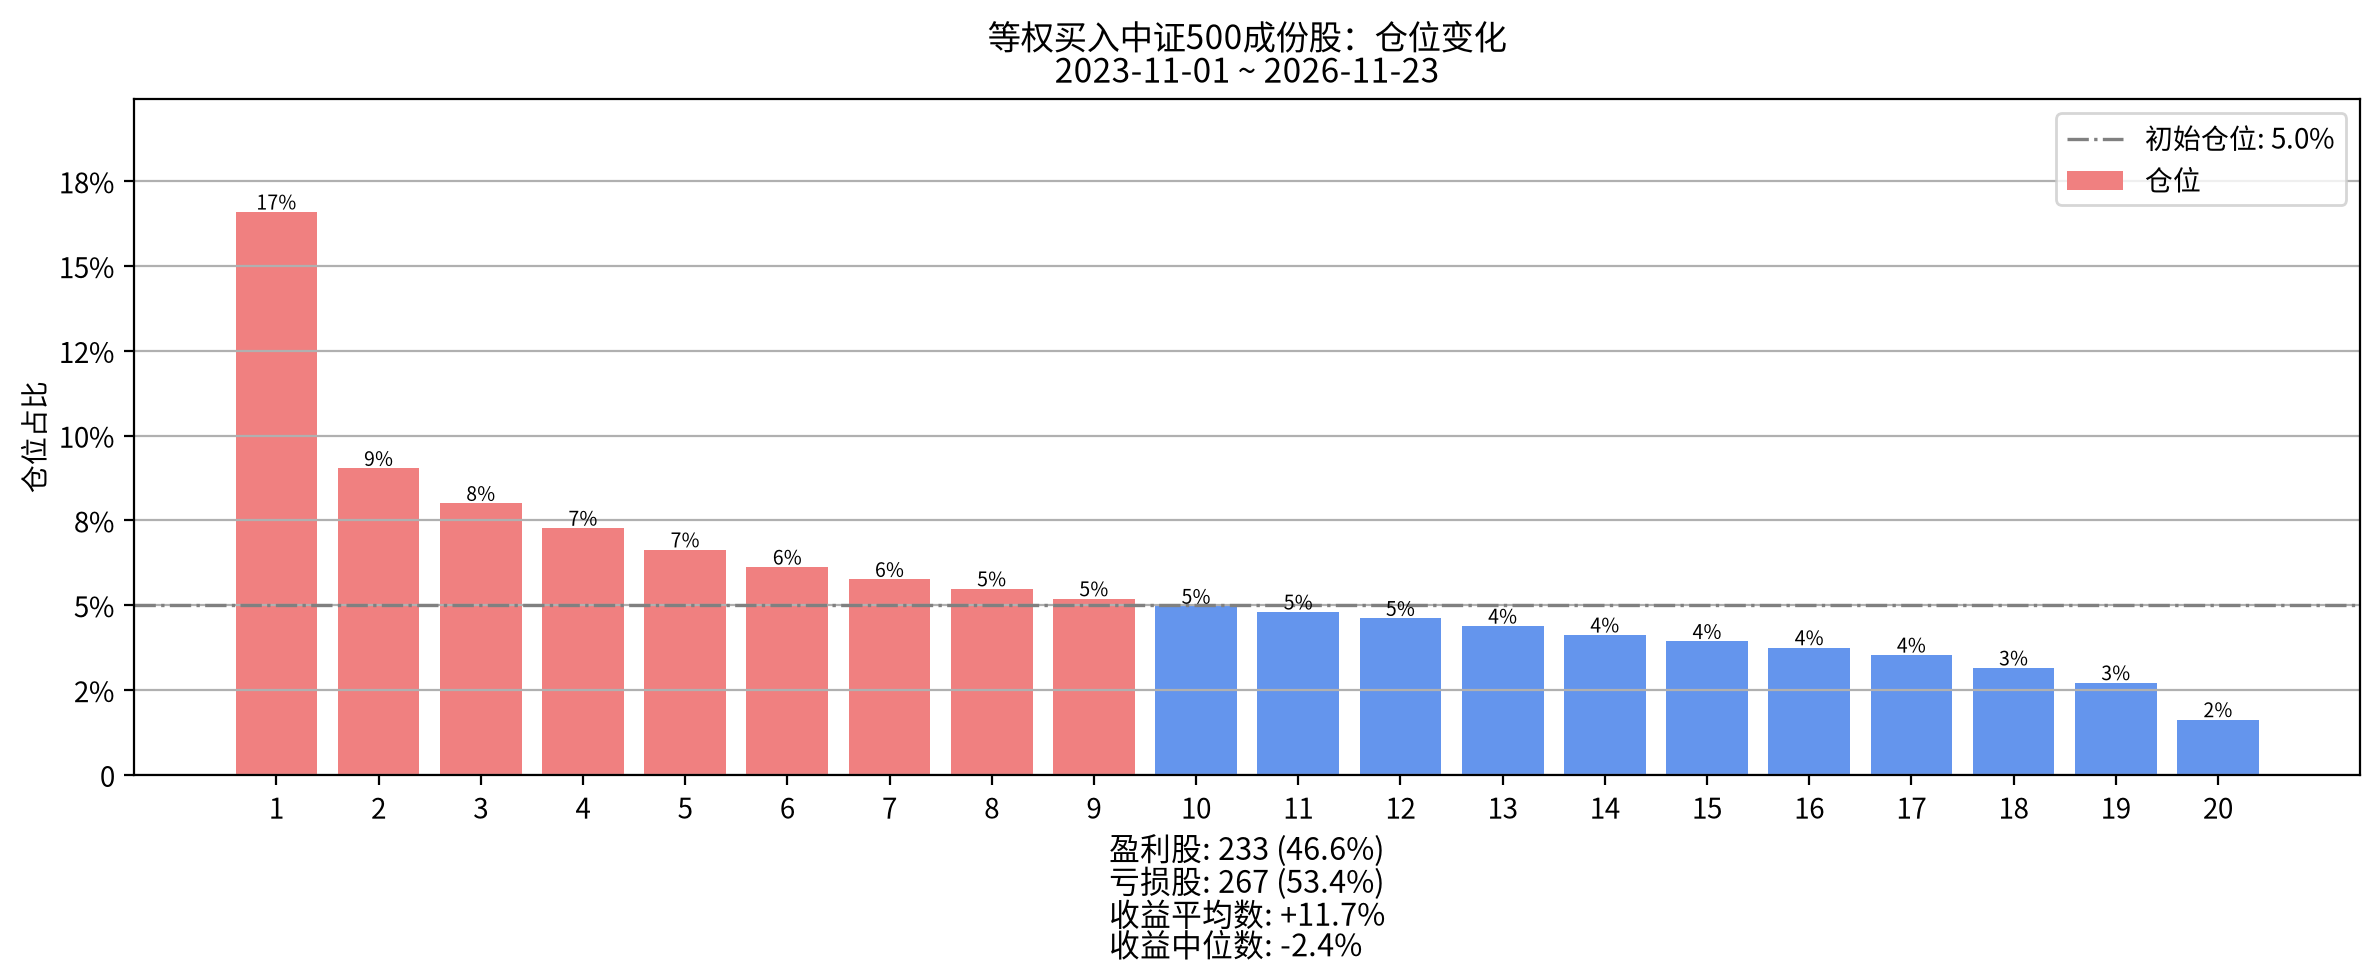 等权买入中证500成份股：仓位变化
2023-11-01 ~ 2026-11-23
初始仓位: 5.0%
仓位
仓位占比
18%
15%
12%
10%
8%
5%
2%
0
17%
9%
8%
7%
7%
6%
6%
5%
5%
5%
5%
5%
4%
4%
4%
4%
4%
3%
3%
2%
1 2 3 4 5 6 7 8 9 10 11 12 13 14 15 16 17 18 19 20
盈利股: 233 (46.6%)
亏损股: 267 (53.4%)
收益平均数: +11.7%
收益中位数: -2.4%